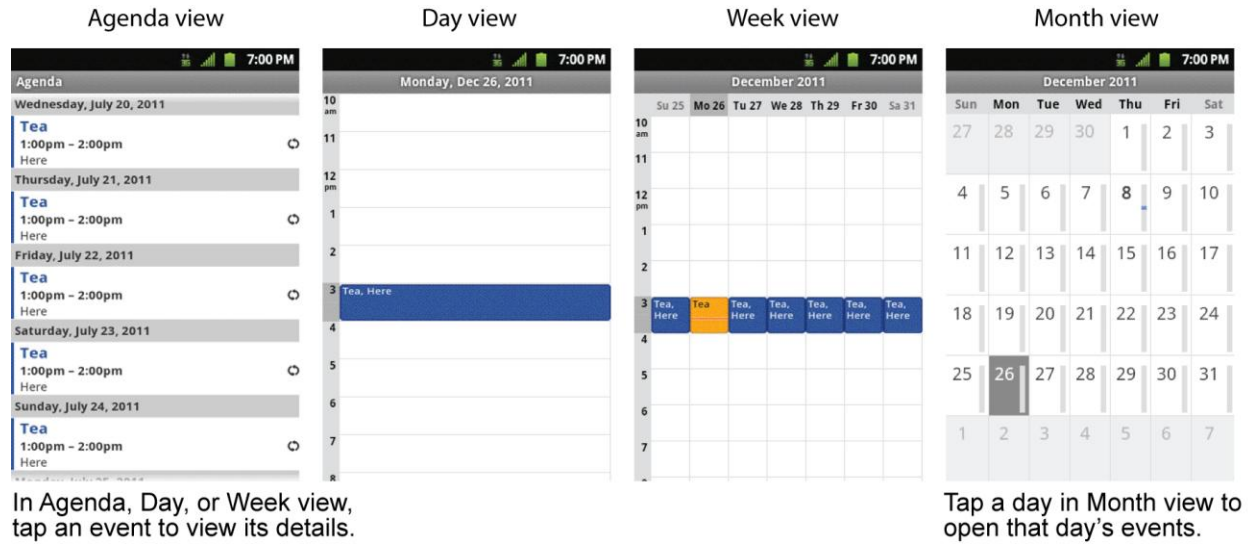 Agenda view
Day view
Week view
Month view
7:00 PM
Agenda
Wednesday, July 20, 2011
Tea
1:00pm – 2:00pm
Here
Thursday, July 21, 2011
Tea
1:00pm – 2:00pm
Here
Friday, July 22, 2011
Tea
1:00pm – 2:00pm
Here
Saturday, July 23, 2011
Tea
1:00pm – 2:00pm
Here
Sunday, July 24, 2011
Tea
1:00pm – 2:00pm
Here
Monday, July 25, 2011
7:00 PM
Monday, Dec 26, 2011
10
am
11
12
pm
1
2
3 Tea, Here
4
5
6
7
8
7:00 PM
December 2011
Su 25 Mo 26 Tu 27 We 28 Th 29 Fr 30 Sa 31
10
am
11
12
pm
1
2
3 Tea, Tea Tea, Tea, Tea, Tea, Tea,
Here Here Here Here Here Here
4
5
6
7
7:00 PM
December 2011
Sun Mon Tue Wed Thu Fri Sat
27 28 29 30 1 2 3
4 5 6 7 8 9 10
11 12 13 14 15 16 17
18 19 20 21 22 23 24
25 26 27 28 29 30 31
1 2 3 4 5 6 7
In Agenda, Day, or Week view,
tap an event to view its details.
Tap a day in Month view to
open that day's events.